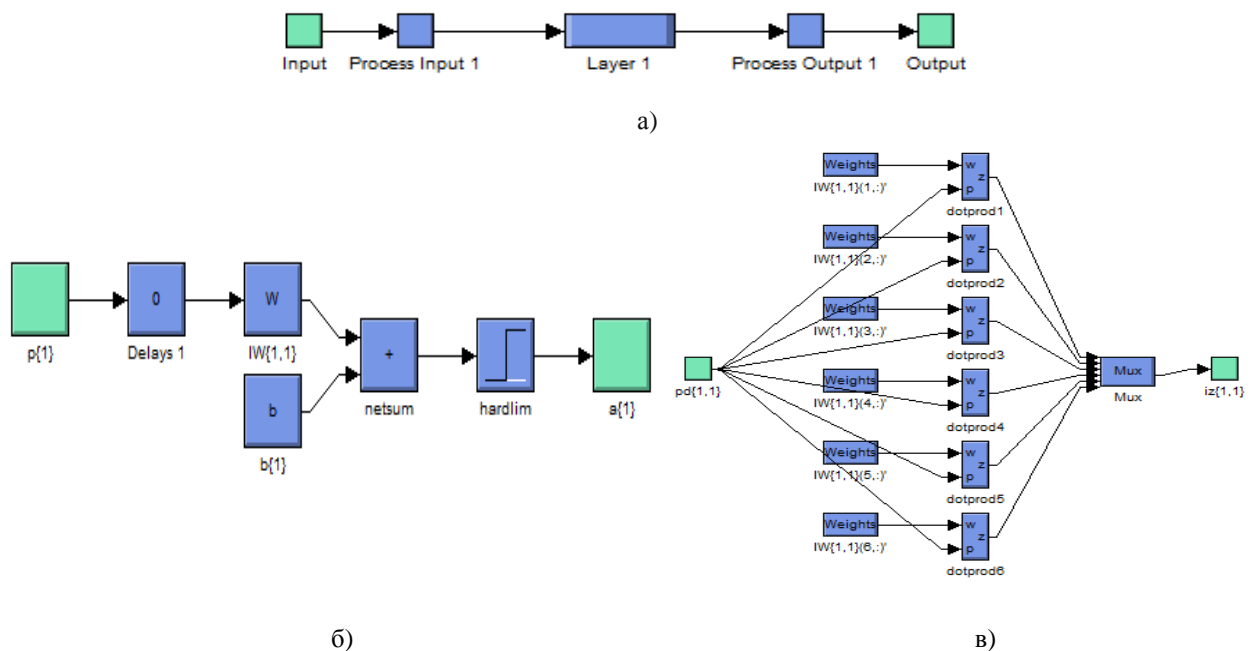 Input
Process Input 1
Layer 1
Process Output 1
Output
а)
p{1}
0
Delays 1
W
IW{1,1}
b
b{1}
+
netsum
hardlim
a{1}
б)
pd{1,1}
Weights
IW{1,1}(1,:)'
w
z
p
dotprod1
Weights
IW{1,1}(2,:)'
w
z
p
dotprod2
Weights
IW{1,1}(3,:)'
w
z
p
dotprod3
Weights
IW{1,1}(4,:)'
w
z
p
dotprod4
Weights
IW{1,1}(5,:)'
w
z
p
dotprod5
Weights
IW{1,1}(6,:)'
w
z
p
dotprod6
Mux
Mux
iz{1,1}
в)